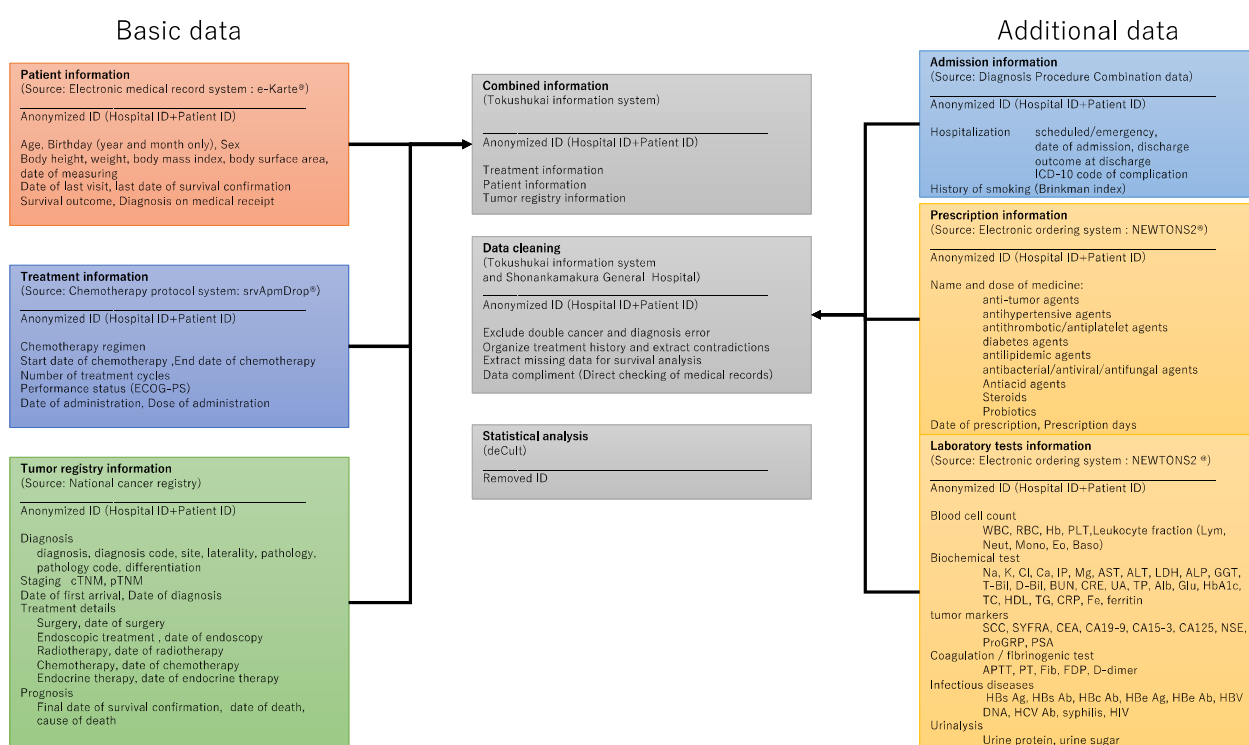 Basic data
Patient information
(Source: Electronic medical record system : e-Karte®)
Anonymized ID (Hospital ID+Patient ID)
Age, Birthday (year and month only), Sex
Body height, weight, body mass index, body surface area,
date of measuring
Date of last visit, last date of survival confirmation
Survival outcome, Diagnosis on medical receipt
Treatment information
(Source: Chemotherapy protocol system: srvApmDrop®)
Anonymized ID (Hospital ID+Patient ID)
Chemotherapy regimen
Start date of chemotherapy ,End date of chemotherapy
Number of treatment cycles
Performance status (ECOG-PS)
Date of administration, Dose of administration
Tumor registry information
(Source: National cancer registry)
Anonymized ID (Hospital ID+Patient ID)
Diagnosis
diagnosis, diagnosis code, site, laterality, pathology,
pathology code, differentiation
Staging cTNM, pTNM
Date of first arrival, Date of diagnosis
Treatment details
Surgery, date of surgery
Endoscopic treatment , date of endoscopy
Radiotherapy, date of radiotherapy
Chemotherapy, date of chemotherapy
Endocrine therapy, date of endocrine therapy
Prognosis
Final date of survival confirmation, date of death,
cause of death
Combined information
(Tokushukai information system)
Anonymized ID (Hospital ID+Patient ID)
Treatment information
Patient information
Tumor registry information
Data cleaning
(Tokushukai information system
and Shonankamakura General Hospital)
Anonymized ID (Hospital ID+Patient ID)
Exclude double cancer and diagnosis error
Organize treatment history and extract contradictions
Extract missing data for survival analysis
Data compliment (Direct checking of medical records)
Statistical analysis
(deCult)
Removed ID
Additional data
Admission information
(Source: Diagnosis Procedure Combination data)
Anonymized ID (Hospital ID+Patient ID)
Hospitalization scheduled/emergency,
date of admission, discharge
outcome at discharge
ICD-10 code of complication
History of smoking (Brinkman index)
Prescription information
(Source: Electronic ordering system : NEWTONS2®)
Anonymized ID (Hospital ID+Patient ID)
Name and dose of medicine:
anti-tumor agents
antihypertensive agents
antithrombotic/antiplatelet agents
diabetes agents
antilipidemic agents
antibacterial/antiviral/antifungal agents
Antiacid agents
Steroids
Probiotics
Date of prescription, Prescription days
Laboratory tests information
(Source: Electronic ordering system : NEWTONS2 ®)
Anonymized ID (Hospital ID+Patient ID)
Blood cell count
WBC, RBC, Hb, PLT,Leukocyte fraction (Lym,
Neut, Mono, Eo, Baso)
Biochemical test
Na, K, Cl, Ca, IP, Mg, AST, ALT, LDH, ALP, GGT,
T-Bil, D-Bil, BUN, CRE, UA, TP, Alb, Glu, HbA1c,
TC, HDL, TG, CRP, Fe, ferritin
tumor markers
SCC, SYFRA, CEA, CA19-9, CA15-3, CA125, NSE,
ProGRP, PSA
Coagulation / fibrinogenic test
APTT, PT, Fib, FDP, D-dimer
Infectious diseases
HBs Ag, HBs Ab, HBc Ab, HBe Ag, HBe Ab, HBV
DNA, HCV Ab, syphilis, HIV
Urinalysis
Urine protein, urine sugar